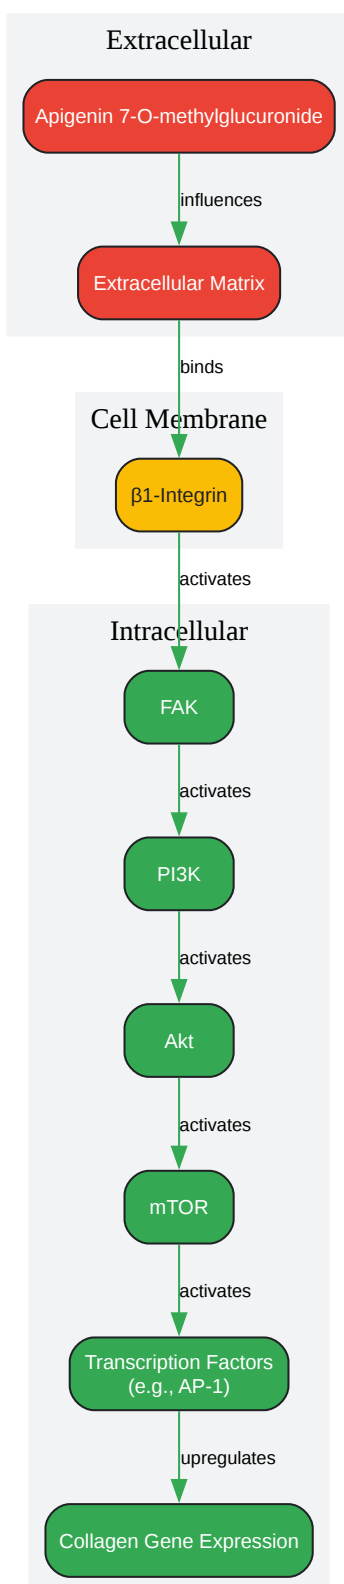 Extracellular
Apigenin 7-O-methylglucuronide
influences
Extracellular Matrix
binds
Cell Membrane
β1-Integrin
activates
Intracellular
FAK
activates
PI3K
activates
Akt
activates
mTOR
activates
Transcription Factors
(e.g., AP-1)
upregulates
Collagen Gene Expression